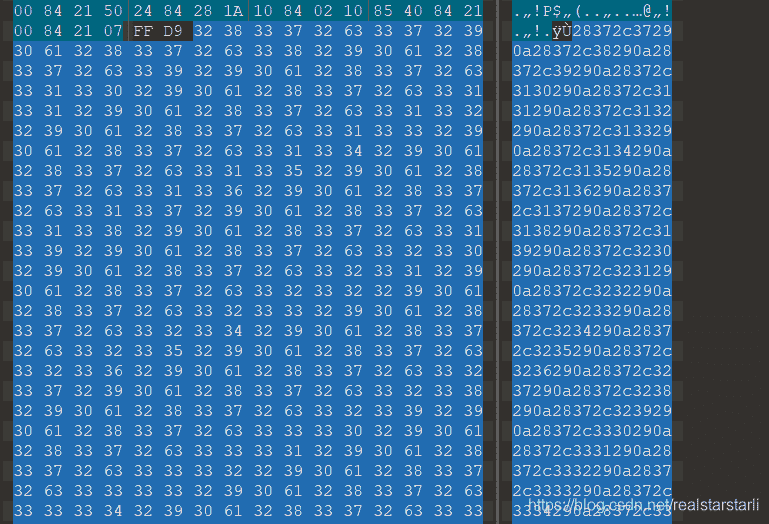 00 84 21 50 24 84 28 1A 10 84 02 10 85 40 84 21 .„!P$„(..„..…@„!
00 84 21 07 FF D9 32 38 33 37 32 63 33 37 32 39 .„!.ÿÙ28372c3729
30 61 32 38 33 37 32 63 33 38 32 39 30 61 32 38 0a28372c38290a28
33 37 32 63 33 39 32 39 30 61 32 38 33 37 32 63 372c39290a28372c
33 31 33 30 32 39 30 61 32 38 33 37 32 63 33 31 3130290a28372c31
33 31 32 39 30 61 32 38 33 37 32 63 33 31 33 32 31290a28372c3132
32 39 30 61 32 38 33 37 32 63 33 31 33 33 32 39 290a28372c313329
30 61 32 38 33 37 32 63 33 31 33 34 32 39 30 61 0a28372c3134290a
32 38 33 37 32 63 33 31 33 35 32 39 30 61 32 38 28372c3135290a28
33 37 32 63 33 31 33 36 32 39 30 61 32 38 33 37 372c3136290a2837
32 63 33 31 33 37 32 39 30 61 32 38 33 37 32 63 2c3137290a28372c
33 31 33 38 32 39 30 61 32 38 33 37 32 63 33 31 3138290a28372c31
33 39 32 39 30 61 32 38 33 37 32 63 33 32 33 30 39290a28372c3230
32 39 30 61 32 38 33 37 32 63 33 32 33 31 32 39 290a28372c323129
30 61 32 38 33 37 32 63 33 32 33 32 32 39 30 61 0a28372c3232290a
32 38 33 37 32 63 33 32 33 33 32 39 30 61 32 38 28372c3233290a28
33 37 32 63 33 32 33 34 32 39 30 61 32 38 33 37 372c3234290a2837
32 63 33 32 33 35 32 39 30 61 32 38 33 37 32 63 2c3235290a28372c
33 32 33 36 32 39 30 61 32 38 33 37 32 63 33 32 3236290a28372c32
33 37 32 39 30 61 32 38 33 37 32 63 33 32 33 38 37290a28372c3238
32 39 30 61 32 38 33 37 32 63 33 32 33 39 32 39 290a28372c323929
30 61 32 38 33 37 32 63 33 33 33 30 32 39 30 61 0a28372c3330290a
32 38 33 37 32 63 33 33 33 31 32 39 30 61 32 38 28372c3331290a28
33 37 32 63 33 33 33 32 32 39 30 61 32 38 33 37 372c3332290a2837
32 63 33 33 33 33 32 39 30 61 32 38 33 37 32 63 2c3333290a28372c
33 33 33 34 32 39 30 61 32 38 33 37 32 63 33 33 3334290a28372c33
https://blog.csdn.net/realstarstarli